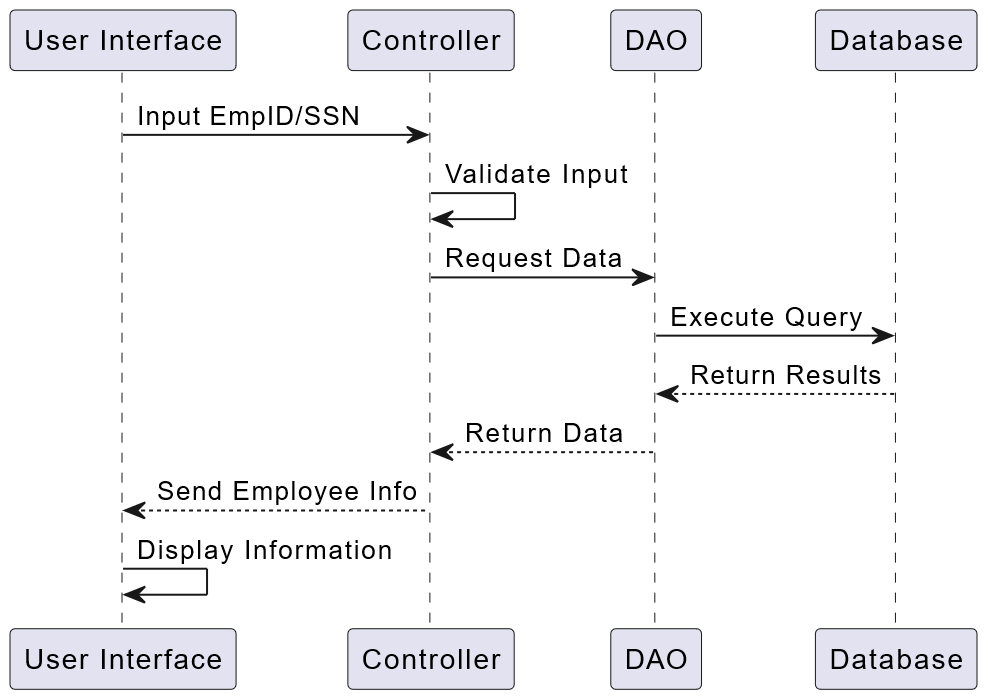 User Interface
Controller
DAO
Database
Input EmpID/SSN
Validate Input
Request Data
Execute Query
Return Results
Return Data
Send Employee Info
Display Information
User Interface
Controller
DAO
Database